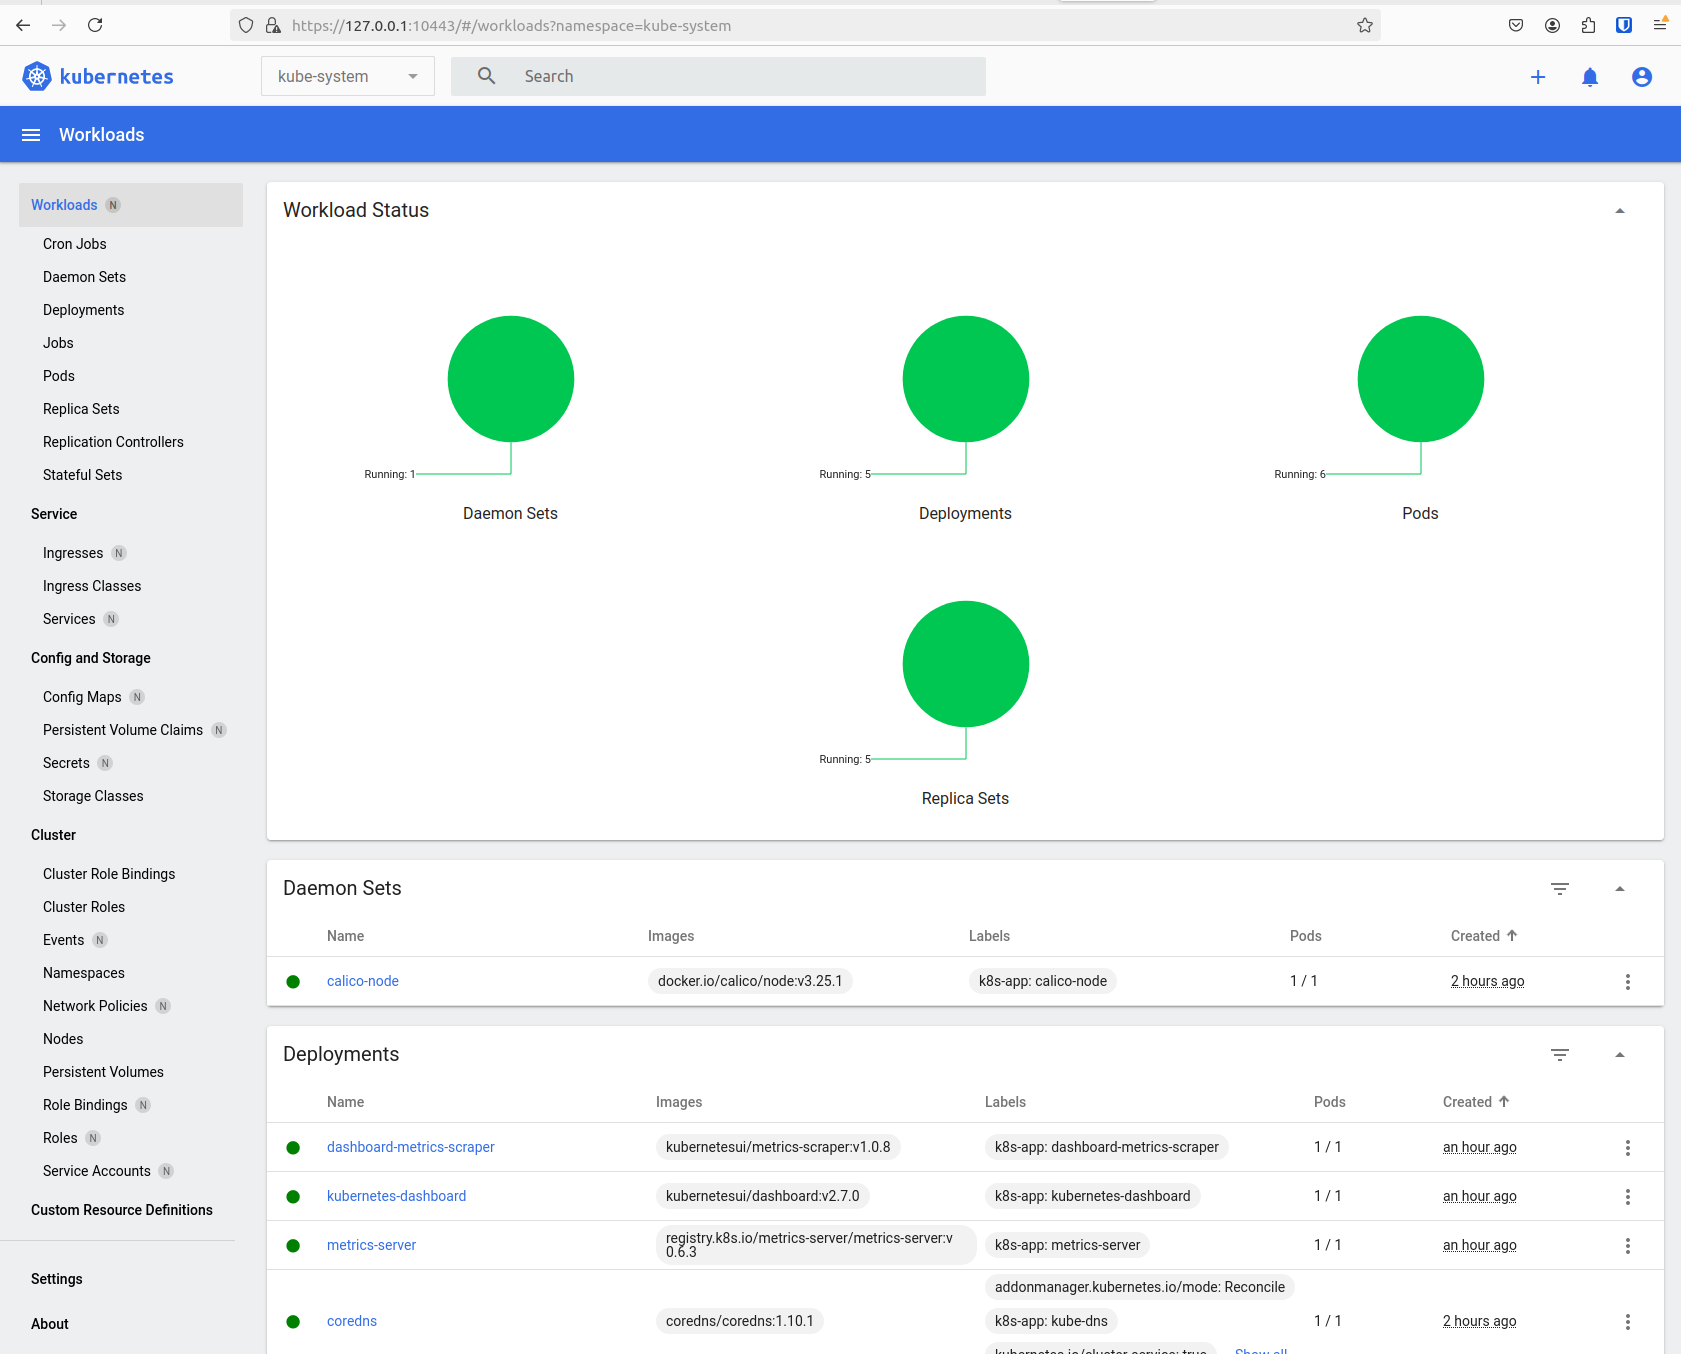 https://127.0.0.1:10443/#/workloads?namespace=kube-system
kubernetes
kube-system
Search
Workloads
Workloads N
Cron Jobs
Daemon Sets
Deployments
Jobs
Pods
Replica Sets
Replication Controllers
Stateful Sets
Service
Ingresses N
Ingress Classes
Services N
Config and Storage
Config Maps N
Persistent Volume Claims N
Secrets N
Storage Classes
Cluster
Cluster Role Bindings
Cluster Roles
Events N
Namespaces
Network Policies N
Nodes
Persistent Volumes
Role Bindings N
Roles N
Service Accounts N
Custom Resource Definitions
Settings
About
Workload Status
Running: 1
Daemon Sets
Running: 5
Deployments
Running: 6
Pods
Running: 5
Replica Sets
Daemon Sets
Name Images Labels Pods Created
calico-node docker.io/calico/node:v3.25.1 k8s-app: calico-node 1 / 1 2 hours ago
Deployments
Name Images Labels Pods Created
dashboard-metrics-scraper kubernetesui/metrics-scraper:v1.0.8 k8s-app: dashboard-metrics-scraper 1 / 1 an hour ago
kubernetes-dashboard kubernetesui/dashboard:v2.7.0 k8s-app: kubernetes-dashboard 1 / 1 an hour ago
metrics-server registry.k8s.io/metrics-server/metrics-server:v
0.6.3 k8s-app: metrics-server 1 / 1 an hour ago
addonmanager.kubernetes.io/mode: Reconcile
coredns coredns/coredns:1.10.1 k8s-app: kube-dns 1 / 1 2 hours ago
kubernetes.io/cluster-service: true Show all